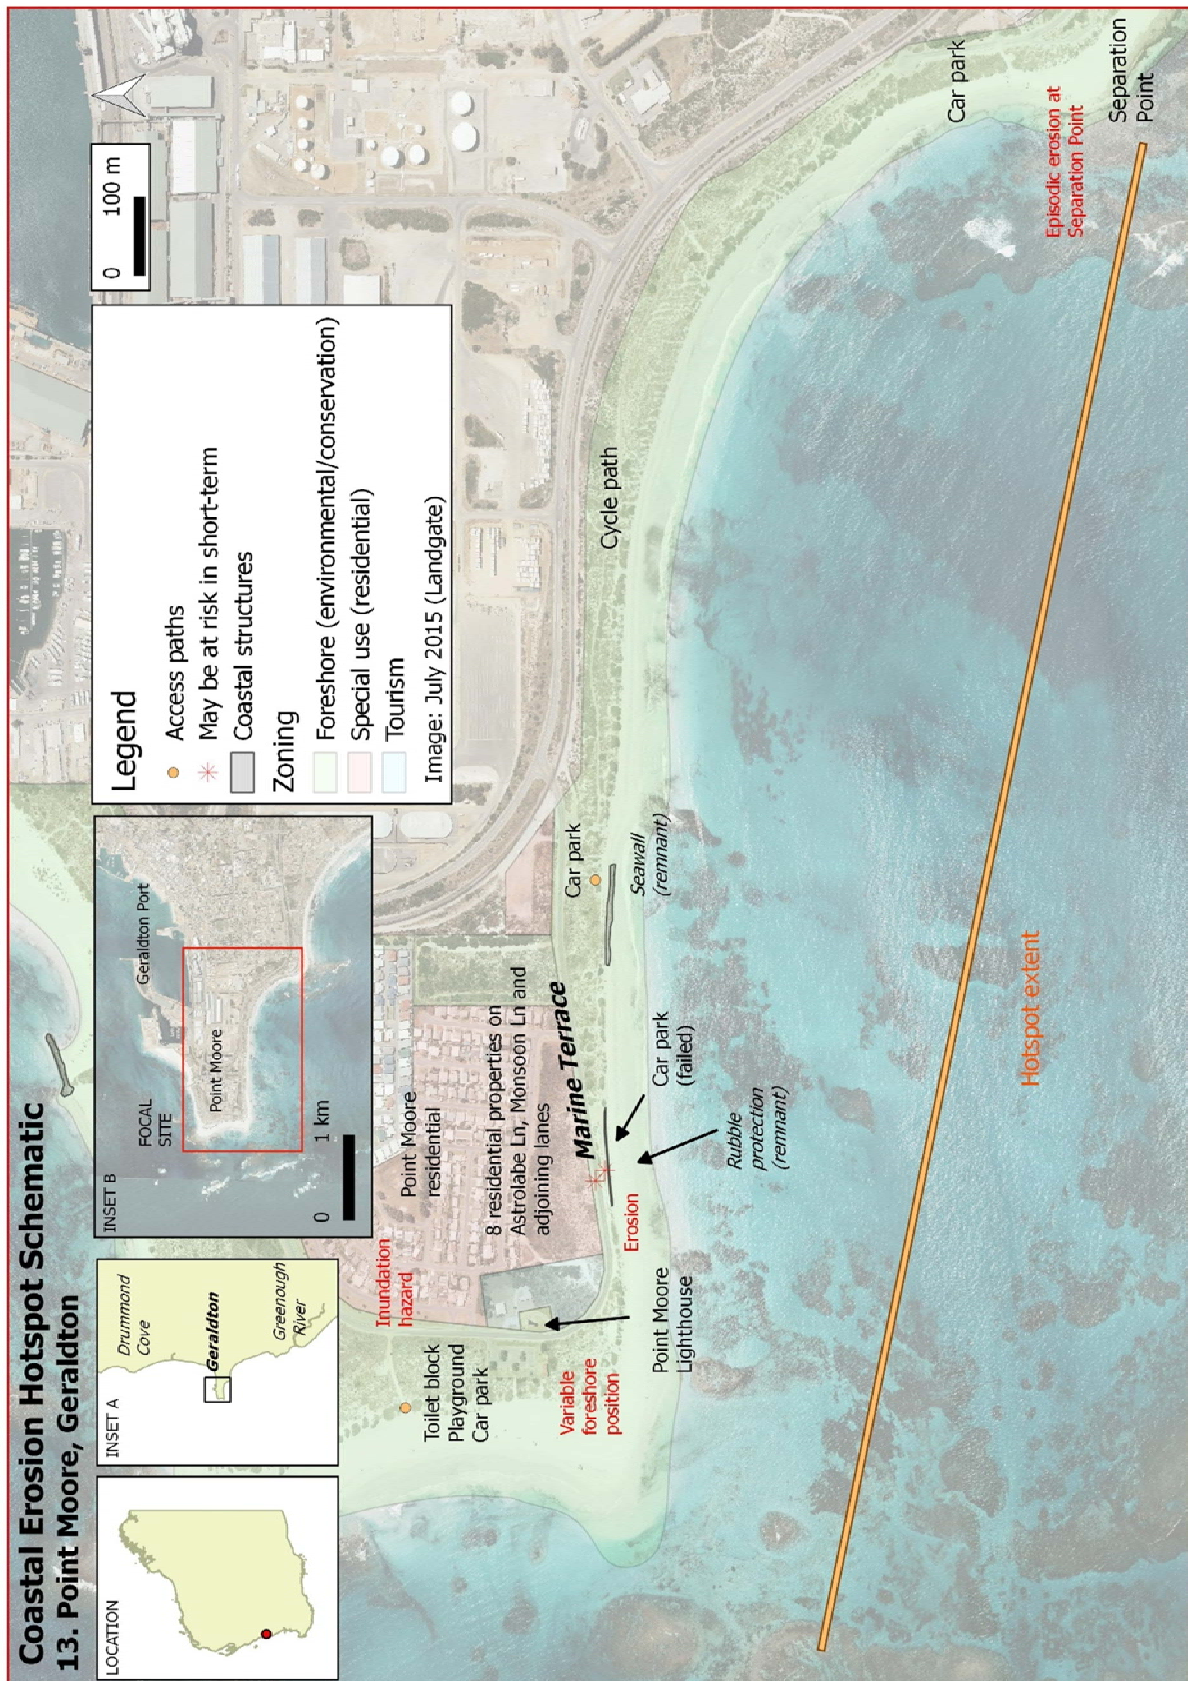 Coastal Erosion Hotspot Schematic
13. Point Moore, Geraldton
LOCATION
INSET A
Drummond
Cove
Geraldton
Greenough
River
INSET B
FOCAL
SITE
Geraldton Port
Point Moore
0
1 km
Legend
Access paths
May be at risk in short-term
Coastal structures
Zoning
Foreshore (environmental/conservation)
Special use (residential)
Tourism
Image: July 2015 (Landgate)
0
100 m
Inundation
hazard
Point Moore
residential
Toilet block
Playground
Car park
8 residential properties on
Astrolabe Ln, Monsoon Ln and
adjoining lanes
Marine Terrace
Car park
Cycle path
Car park
Variable
foreshore
position
Erosion
Seawall
(remnant)
Point Moore
Lighthouse
Car park
(failed)
Rubble
protection
(remnant)
Episodic erosion at
Separation Point
Separation
Point
Hotspot extent